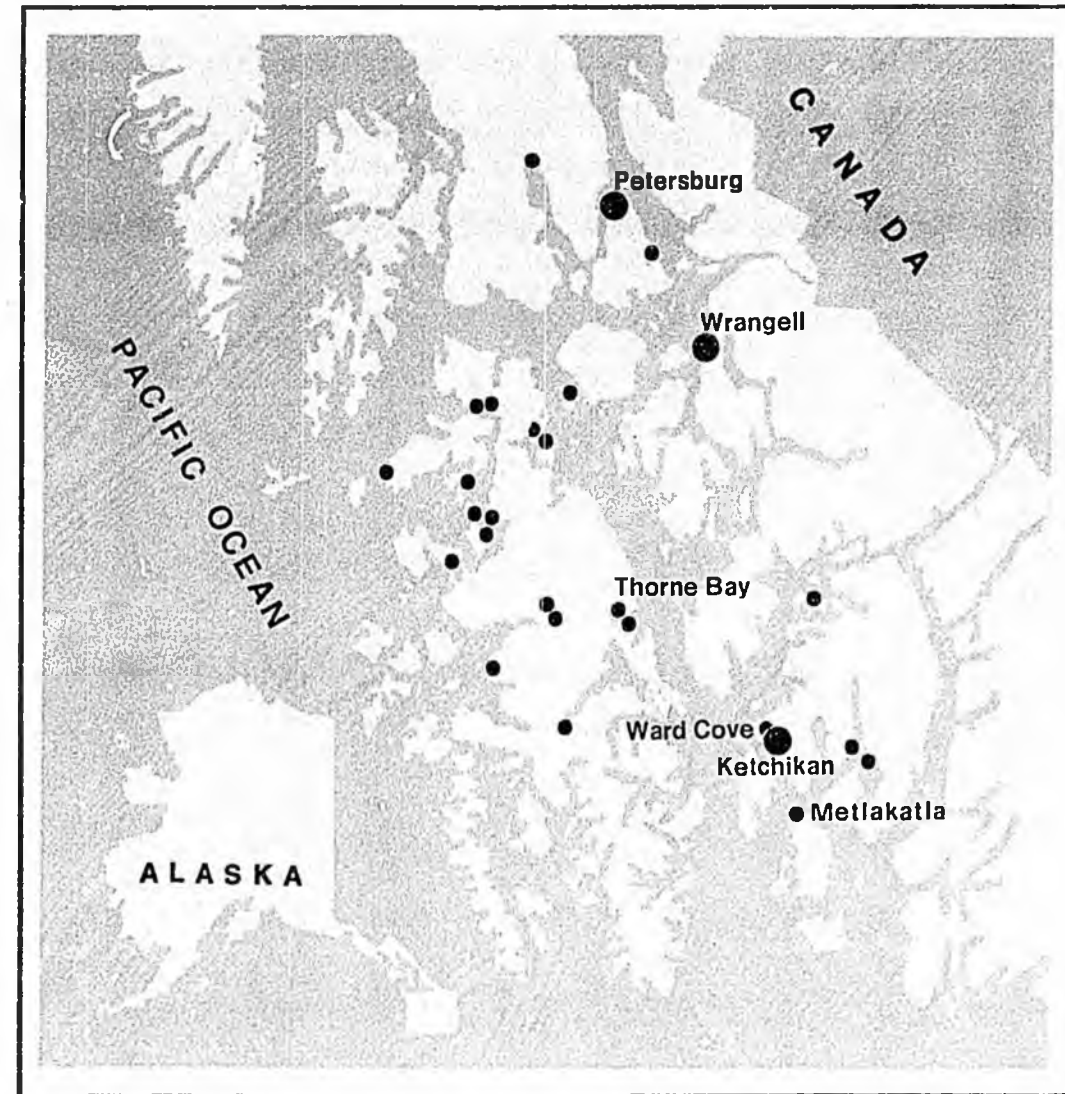 CANADA
Petersburg
Wrangell
PACIFIC OCEAN
Thorne Bay
Ward Cove
Ketchikan
Metlakatla
ALASKA